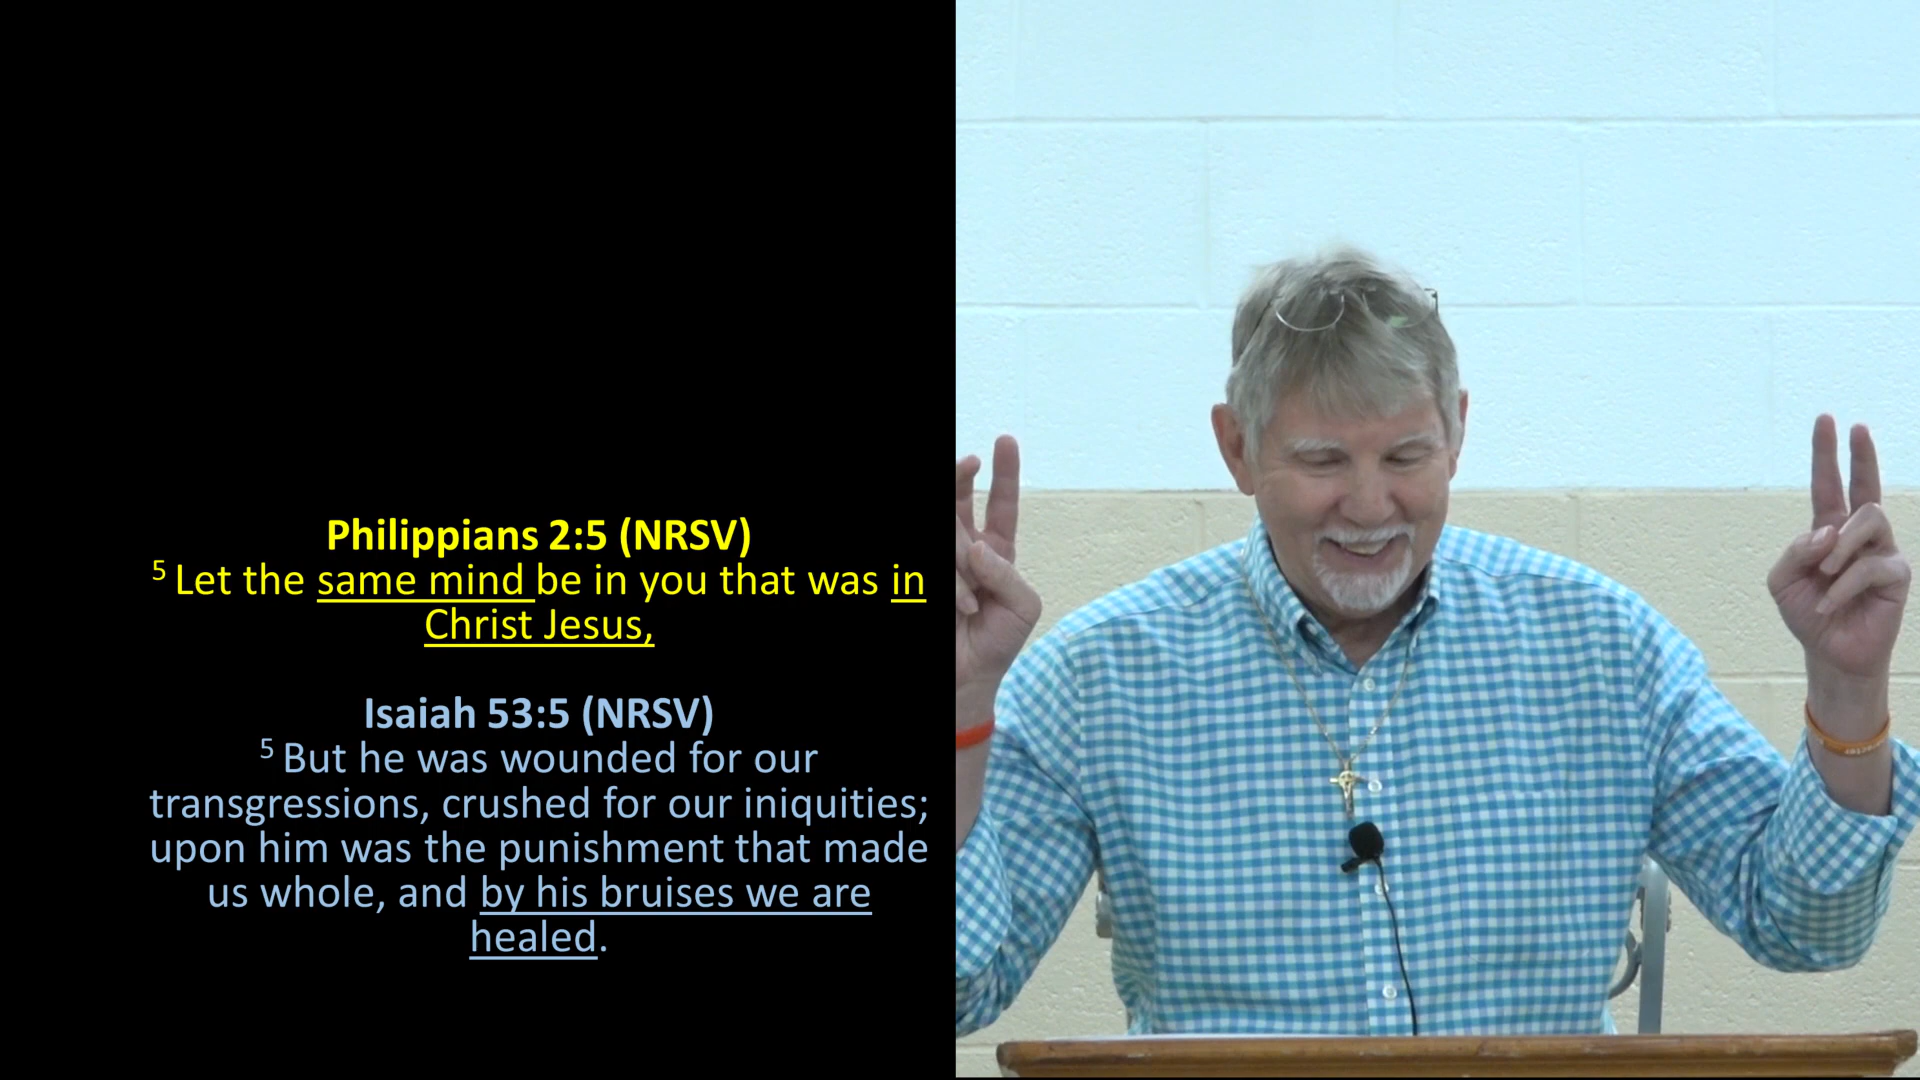 Philippians 2:5 (NRSV)
5 Let the same mind be in you that was in
Christ Jesus,
Isaiah 53:5 (NRSV)
5 But he was wounded for our
transgressions, crushed for our iniquities;
upon him was the punishment that made
us whole, and by his bruises we are
healed.